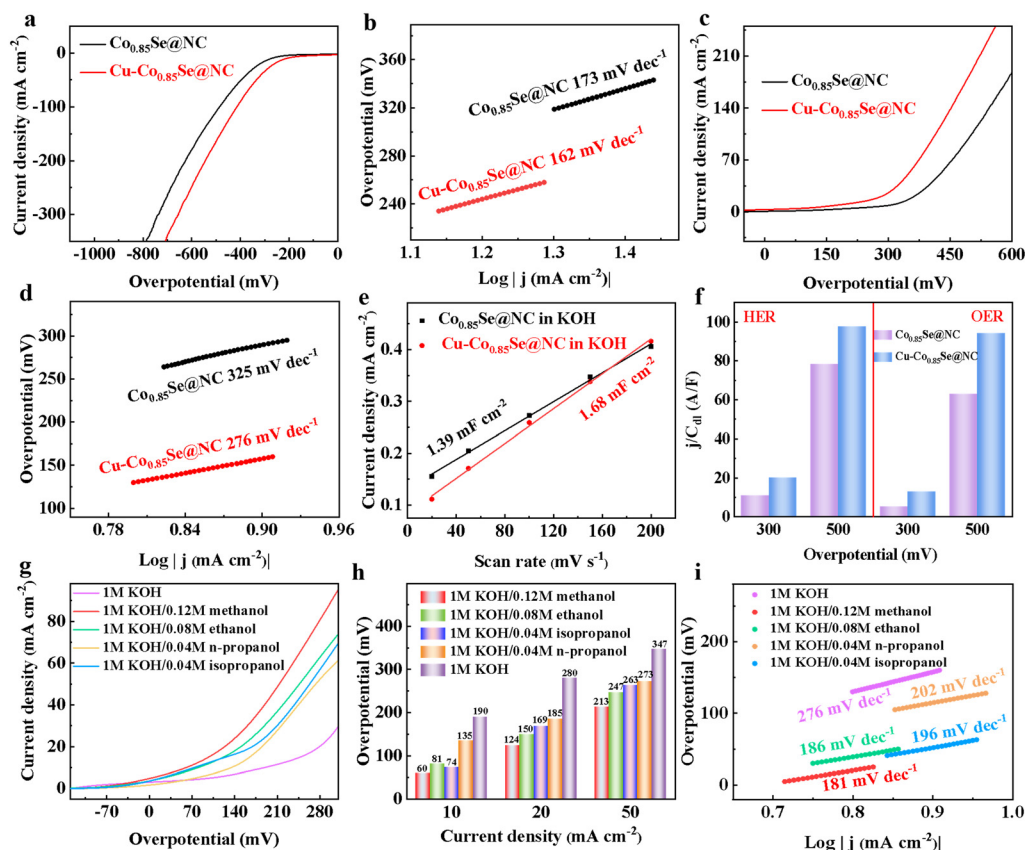 a
Co0.85Se@NC
Cu-Co0.85Se@NC
Current density (mA cm-2)
0
-100
-200
-300
-1000 -800 -600 -400 -200 0
Overpotential (mV)
b
Co0.85Se@NC 173 mV dec-1
Cu-Co0.85Se@NC 162 mV dec-1
Overpotential (mV)
360
320
280
240
1.1 1.2 1.3 1.4
Log | j (mA cm-2)|
c
Co0.85Se@NC
Cu-Co0.85Se@NC
Current density (mA cm-2)
210
140
70
0
0 150 300 450 600
Overpotential (mV)
d
Co0.85Se@NC 325 mV dec-1
Cu-Co0.85Se@NC 276 mV dec-1
Overpotential (mV)
300
250
200
150
100
0.78 0.84 0.90 0.96
Log | j (mA cm-2)|
e
Co0.85Se@NC in KOH
Cu-Co0.85Se@NC in KOH
1.39 mF cm-2
1.68 mF cm-2
Current density (mA cm-2)
0.4
0.3
0.2
0.1
0 40 80 120 160 200
Scan rate (mV s-1)
f
HER
OER
Co0.85Se@NC
Cu-Co0.85Se@NC
j/Cdl (A/F)
100
80
60
40
20
0
300 500 300 500
Overpotential (mV)
g
1M KOH
1M KOH/0.12M methanol
1M KOH/0.08M ethanol
1M KOH/0.04M n-propanol
1M KOH/0.04M isopropanol
Current density (mA cm-2)
80
60
40
20
0
-70 0 70 140 210 280
Overpotential (mV)
h
1M KOH/0.12M methanol
1M KOH/0.08M ethanol
1M KOH/0.04M isopropanol
1M KOH/0.04M n-propanol
1M KOH
Overpotential (mV)
400
300
200
100
0
60 81 74 135 190
124 150 169 185 280
213 247 263 273 347
10 20 50
Current density (mA cm-2)
i
1M KOH
1M KOH/0.12M methanol
1M KOH/0.08M ethanol
1M KOH/0.04M n-propanol
1M KOH/0.04M isopropanol
276 mV dec-1
202 mV dec-1
186 mV dec-1
196 mV dec-1
181 mV dec-1
Overpotential (mV)
200
100
0
0.7 0.8 0.9 1.0
Log | j (mA cm-2)|